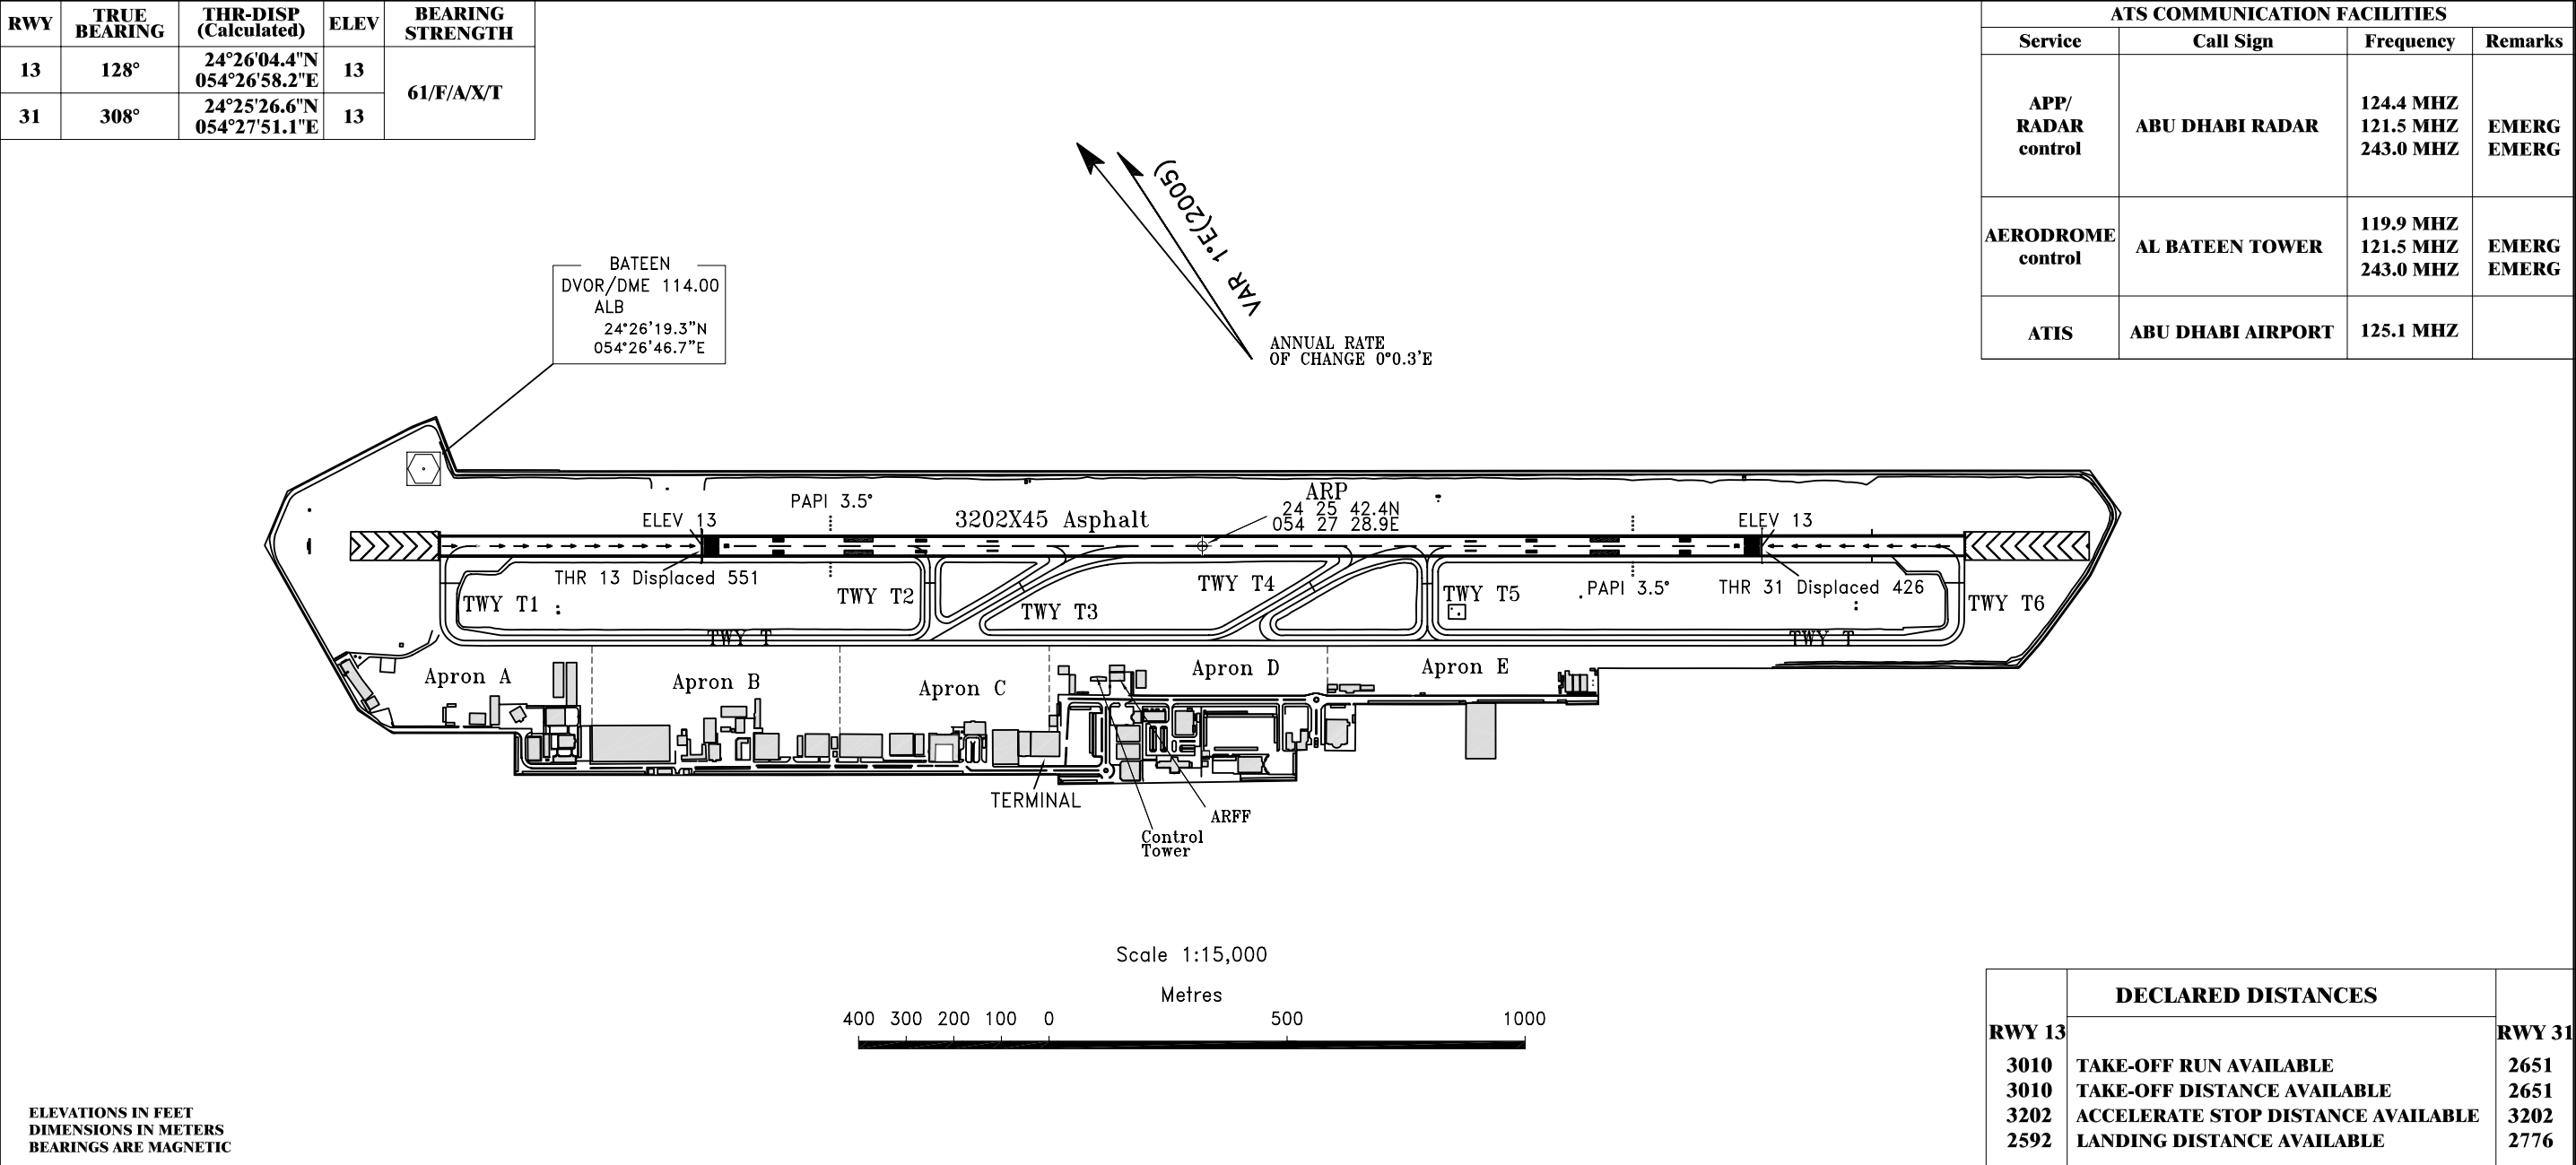 RWY TRUE BEARING THR-DISP (Calculated) ELEV BEARING STRENGTH
13 128° 24°26'04.4"N 054°26'58.2"E 13 61/F/A/X/T
31 308° 24°25'26.6"N 054°27'51.1"E 13
ATS COMMUNICATION FACILITIES
Service Call Sign Frequency Remarks
APP/ RADAR control ABU DHABI RADAR
124.4 MHZ
121.5 MHZ EMERG
243.0 MHZ EMERG
AERODROME control AL BATEEN TOWER
119.9 MHZ
121.5 MHZ EMERG
243.0 MHZ EMERG
ATIS ABU DHABI AIRPORT 125.1 MHZ
VAR 1°E(2005)
ANNUAL RATE
OF CHANGE 0°0.3'E
BATEEN
DVOR/DME 114.00
ALB
24°26'19.3"N
054°26'46.7"E
PAPI 3.5°
ELEV 13
3202X45 Asphalt
ARP
24 25 42.4N
054 27 28.9E
ELEV 13
THR 13 Displaced 551
TWY T1
TWY T2
TWY T3
TWY T4
TWY T5
PAPI 3.5°
THR 31 Displaced 426
TWY T6
TWY T
TWY T
Apron A
Apron B
Apron C
Apron D
Apron E
TERMINAL
ARFF
Control
Tower
Scale 1:15,000
Metres
400 300 200 100 0 500 1000
ELEVATIONS IN FEET
DIMENSIONS IN METERS
BEARINGS ARE MAGNETIC
DECLARED DISTANCES
RWY 13 RWY 31
3010 TAKE-OFF RUN AVAILABLE 2651
3010 TAKE-OFF DISTANCE AVAILABLE 2651
3202 ACCELERATE STOP DISTANCE AVAILABLE 3202
2592 LANDING DISTANCE AVAILABLE 2776